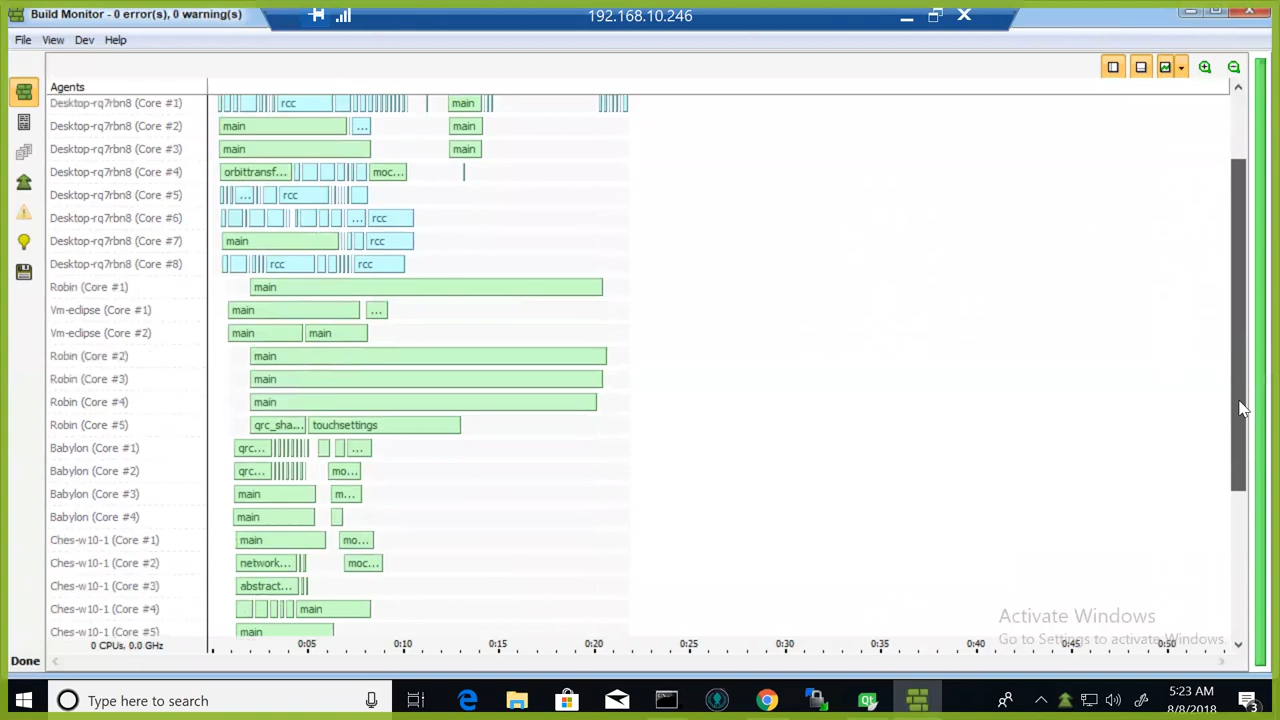 Build Monitor - 0 error(s), 0 warning(s)
192.168.10.246
File View Dev Help
Agents
Desktop-rq7rbn8 (Core #1) rcc main
Desktop-rq7rbn8 (Core #2) main ... main
Desktop-rq7rbn8 (Core #3) main main
Desktop-rq7rbn8 (Core #4) orbittransf... moc...
Desktop-rq7rbn8 (Core #5) ... rcc
Desktop-rq7rbn8 (Core #6) ... rcc
Desktop-rq7rbn8 (Core #7) main rcc
Desktop-rq7rbn8 (Core #8) rcc rcc
Robin (Core #1) main
Vm-eclipse (Core #1) main ...
Vm-eclipse (Core #2) main main
Robin (Core #2) main
Robin (Core #3) main
Robin (Core #4) main
Robin (Core #5) qrc_sha... touchsettings
Babylon (Core #1) qrc... ...
Babylon (Core #2) qrc... mo...
Babylon (Core #3) main m...
Babylon (Core #4) main
Ches-w10-1 (Core #1) main mo...
Ches-w10-1 (Core #2) network... moc...
Ches-w10-1 (Core #3) abstract...
Ches-w10-1 (Core #4) main
Ches-w10-1 (Core #5) main
Activate Windows
Go to Settings to activate Windows.
0 CPUs, 0.0 GHz 0:05 0:10 0:15 0:20 0:25 0:30 0:35 0:40 0:45 0:50
Done
Type here to search
5:23 AM
8/8/2018
3